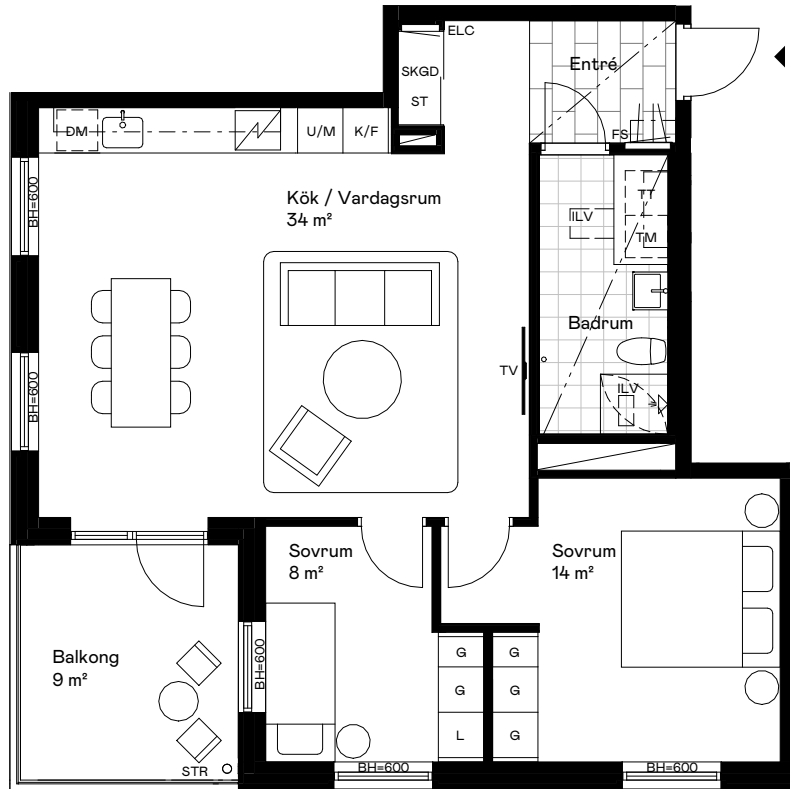 ELC
SKGD
ST
Entré
FS
DM
U/M
K/F
BH=600
Kök / Vardagsrum
34 m²
TT
ILV
TM
Badrum
TV
BH=600
ILV
Sovrum
8 m²
Sovrum
14 m²
Balkong
9 m²
BH=600
G
G
G
G
L
G
STR
BH=600
BH=600